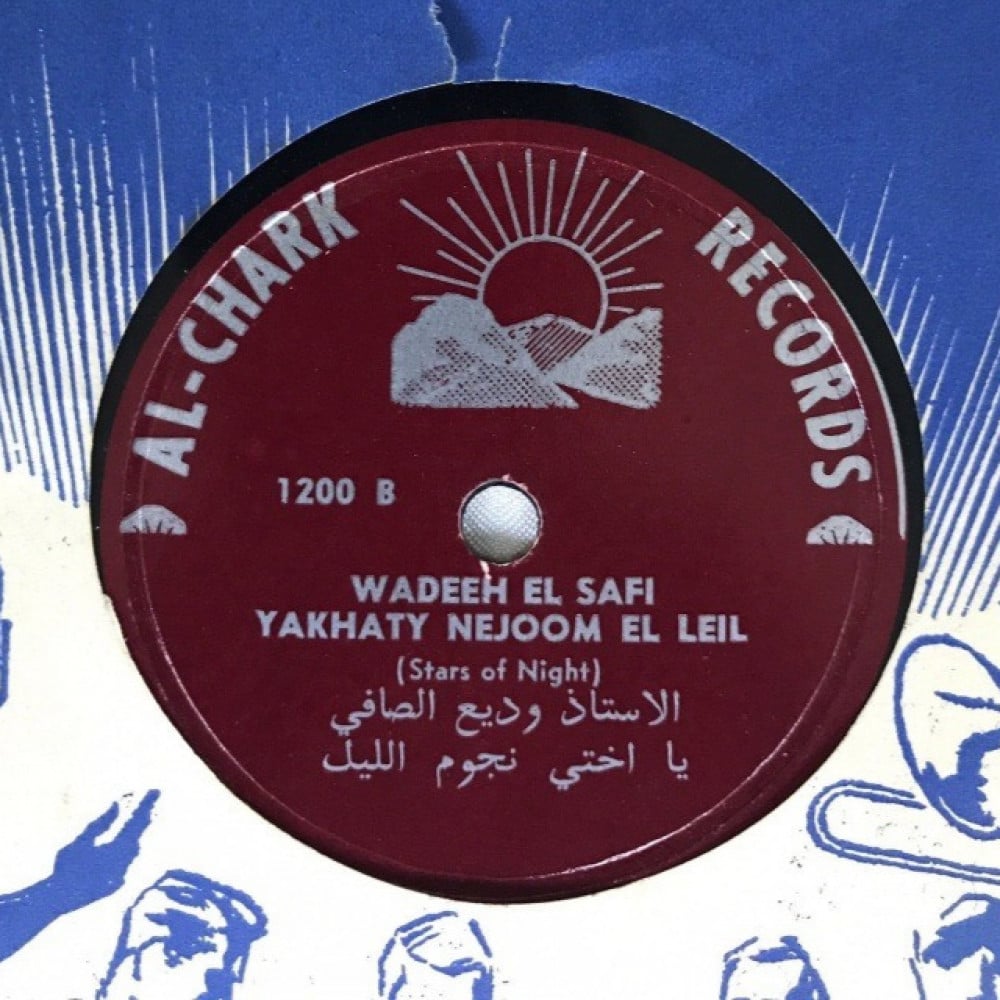 AL-CHARK RECORDS
1200 B
WADEEH EL SAFI
YAKHATY NEJOOM EL LEIL
(Stars of Night)
الاستاذ وديع الصافي
يا اختي نجوم الليل